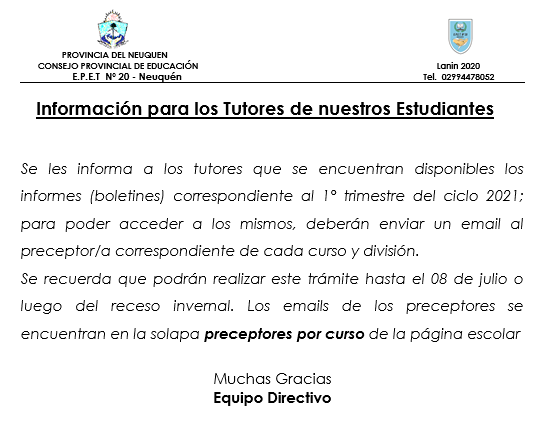 PROVINCIA DEL NEUQUEN
CONSEJO PROVINCIAL DE EDUCACIÓN
E.P.E.T Nº 20 - Neuquén
Lanin 2020
Tel. 02994478052
Información para los Tutores de nuestros Estudiantes
Se les informa a los tutores que se encuentran disponibles los
informes (boletines) correspondiente al 1º trimestre del ciclo 2021;
para poder acceder a los mismos, deberán enviar un email al
preceptor/a correspondiente de cada curso y división.
Se recuerda que podrán realizar este trámite hasta el 08 de julio o
luego del receso invernal. Los emails de los preceptores se
encuentran en la solapa preceptores por curso de la página escolar
Muchas Gracias
Equipo Directivo